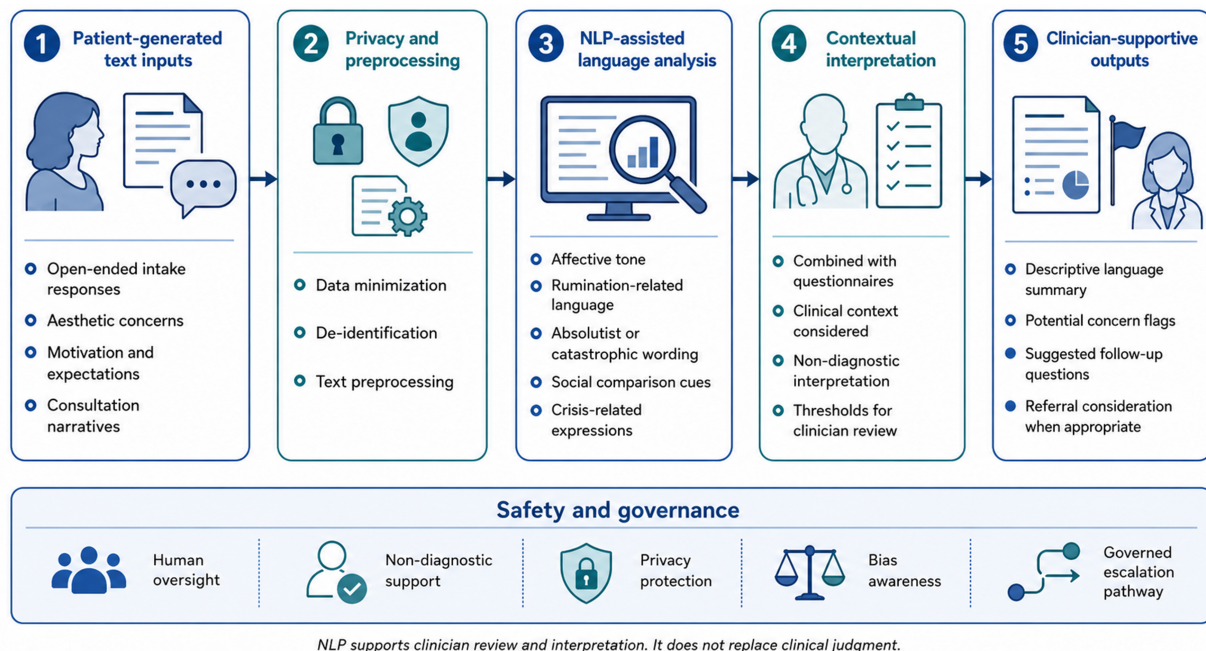 1 Patient-generated
text inputs
Open-ended intake
responses
Aesthetic concerns
Motivation and
expectations
Consultation
narratives
2 Privacy and
preprocessing
Data minimization
De-identification
Text preprocessing
3 NLP-assisted
language analysis
Affective tone
Rumination-related
language
Absolutist or
catastrophic wording
Social comparison cues
Crisis-related
expressions
4 Contextual
interpretation
Combined with
questionnaires
Clinical context
considered
Non-diagnostic
interpretation
Thresholds for
clinician review
5 Clinician-supportive
outputs
Descriptive language
summary
Potential concern flags
Suggested follow-up
questions
Referral consideration
when appropriate
Safety and governance
Human
oversight
Non-diagnostic
support
Privacy
protection
Bias
awareness
Governed
escalation
pathway
NLP supports clinician review and interpretation. It does not replace clinical judgment.